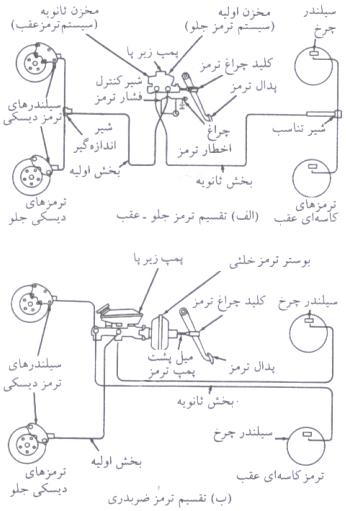 مخزن ثانویه
(سیستم ترمز عقب)
مخزن اولیه
(سیستم ترمز جلو)
سیلندر
چرخ
پمپ زیر پا
شیر کنترل
فشار ترمز
کلید چراغ ترمز
پدال ترمز
سیلندرهای
ترمز دیسکی
شیر
اندازه‌گیر
چراغ
اخطار ترمز
شیر تناسب
بخش اولیه
بخش ثانویه
ترمزهای
دیسکی جلو
ترمزهای
کاسه‌ای عقب
(الف) تقسیم ترمز جلو ـ عقب
پمپ زیر پا
بوستر ترمز خلئی
کلید چراغ ترمز
سیلندر چرخ
سیلندرهای
ترمز دیسکی
میل پشت
پمپ ترمز
پدال ترمز
بخش ثانویه
سیلندر چرخ
ترمزهای
دیسکی جلو
بخش اولیه
ترمز کاسه‌ای عقب
(ب) تقسیم ترمز ضربدری